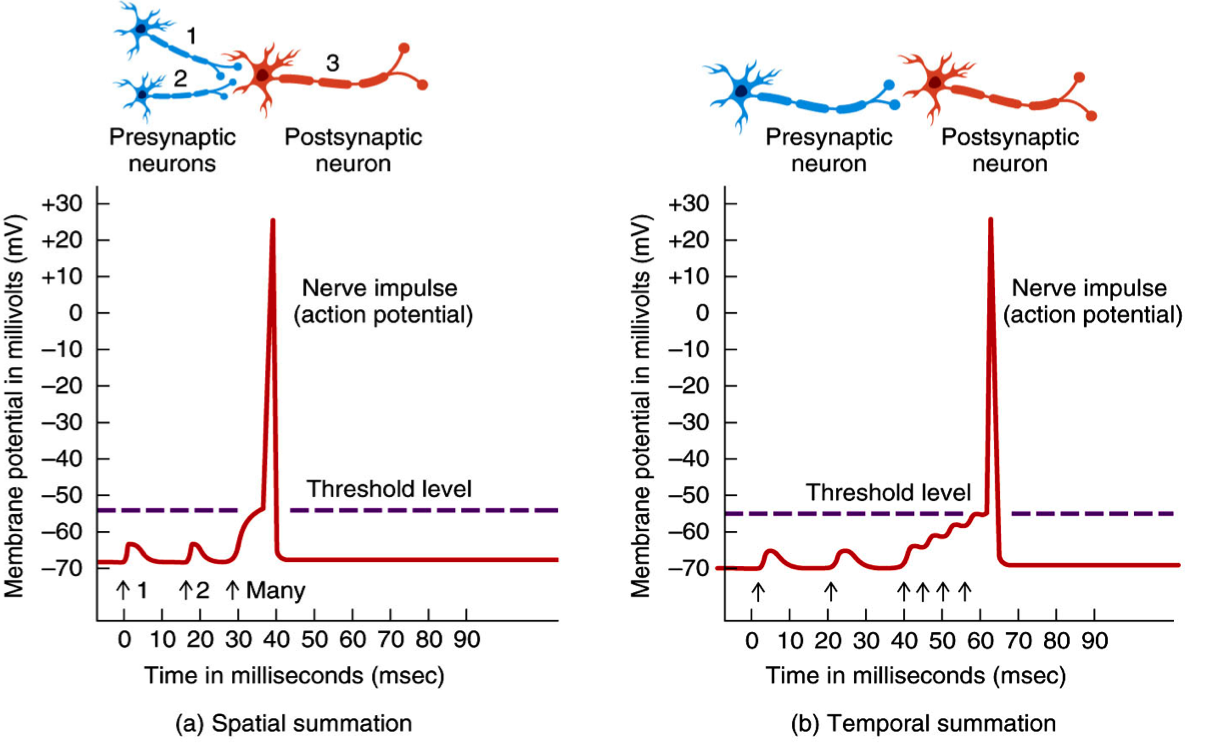 1
2
3
Presynaptic
neurons
Postsynaptic
neuron
Membrane potential in millivolts (mV)
+30
+20
+10
0
–10
–20
–30
–40
–50
–60
–70
Nerve impulse
(action potential)
Threshold level
1
2
Many
0 10 20 30 40 50 60 70 80 90
Time in milliseconds (msec)
(a) Spatial summation
Presynaptic
neuron
Postsynaptic
neuron
Membrane potential in millivolts (mV)
+30
+20
+10
0
–10
–20
–30
–40
–50
–60
–70
Nerve impulse
(action potential)
Threshold level
0 10 20 30 40 50 60 70 80 90
Time in milliseconds (msec)
(b) Temporal summation